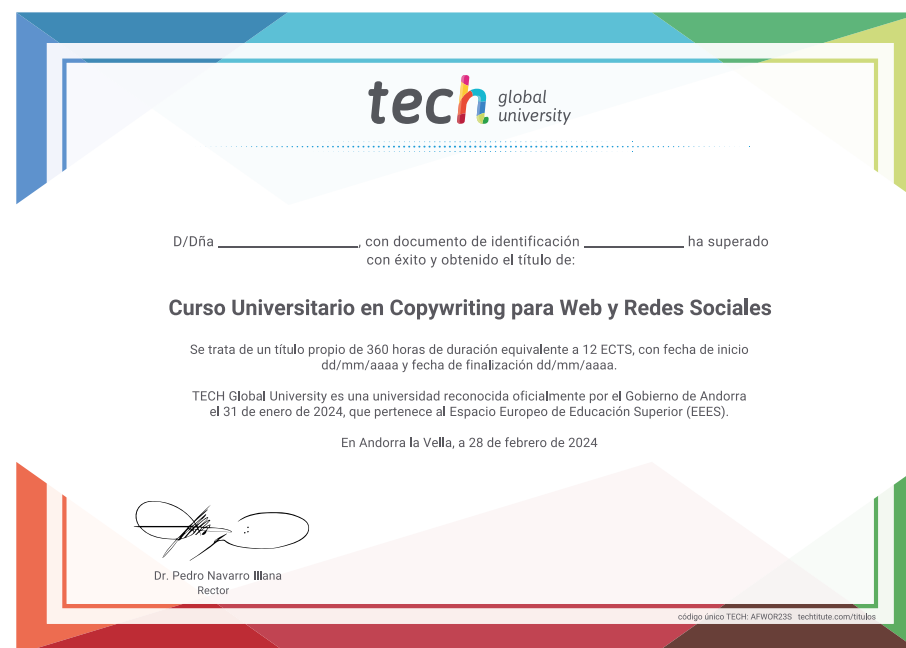 tech global university
D/Dña ________________, con documento de identificación ____________ ha superado
con éxito y obtenido el título de:
Curso Universitario en Copywriting para Web y Redes Sociales
Se trata de un título propio de 360 horas de duración equivalente a 12 ECTS, con fecha de inicio
dd/mm/aaaa y fecha de finalización dd/mm/aaaa.
TECH Global University es una universidad reconocida oficialmente por el Gobierno de Andorra
el 31 de enero de 2024, que pertenece al Espacio Europeo de Educación Superior (EEES).
En Andorra la Vella, a 28 de febrero de 2024
Dr. Pedro Navarro Illana
Rector
código único TECH: AFWOR23S techtitute.com/titulos